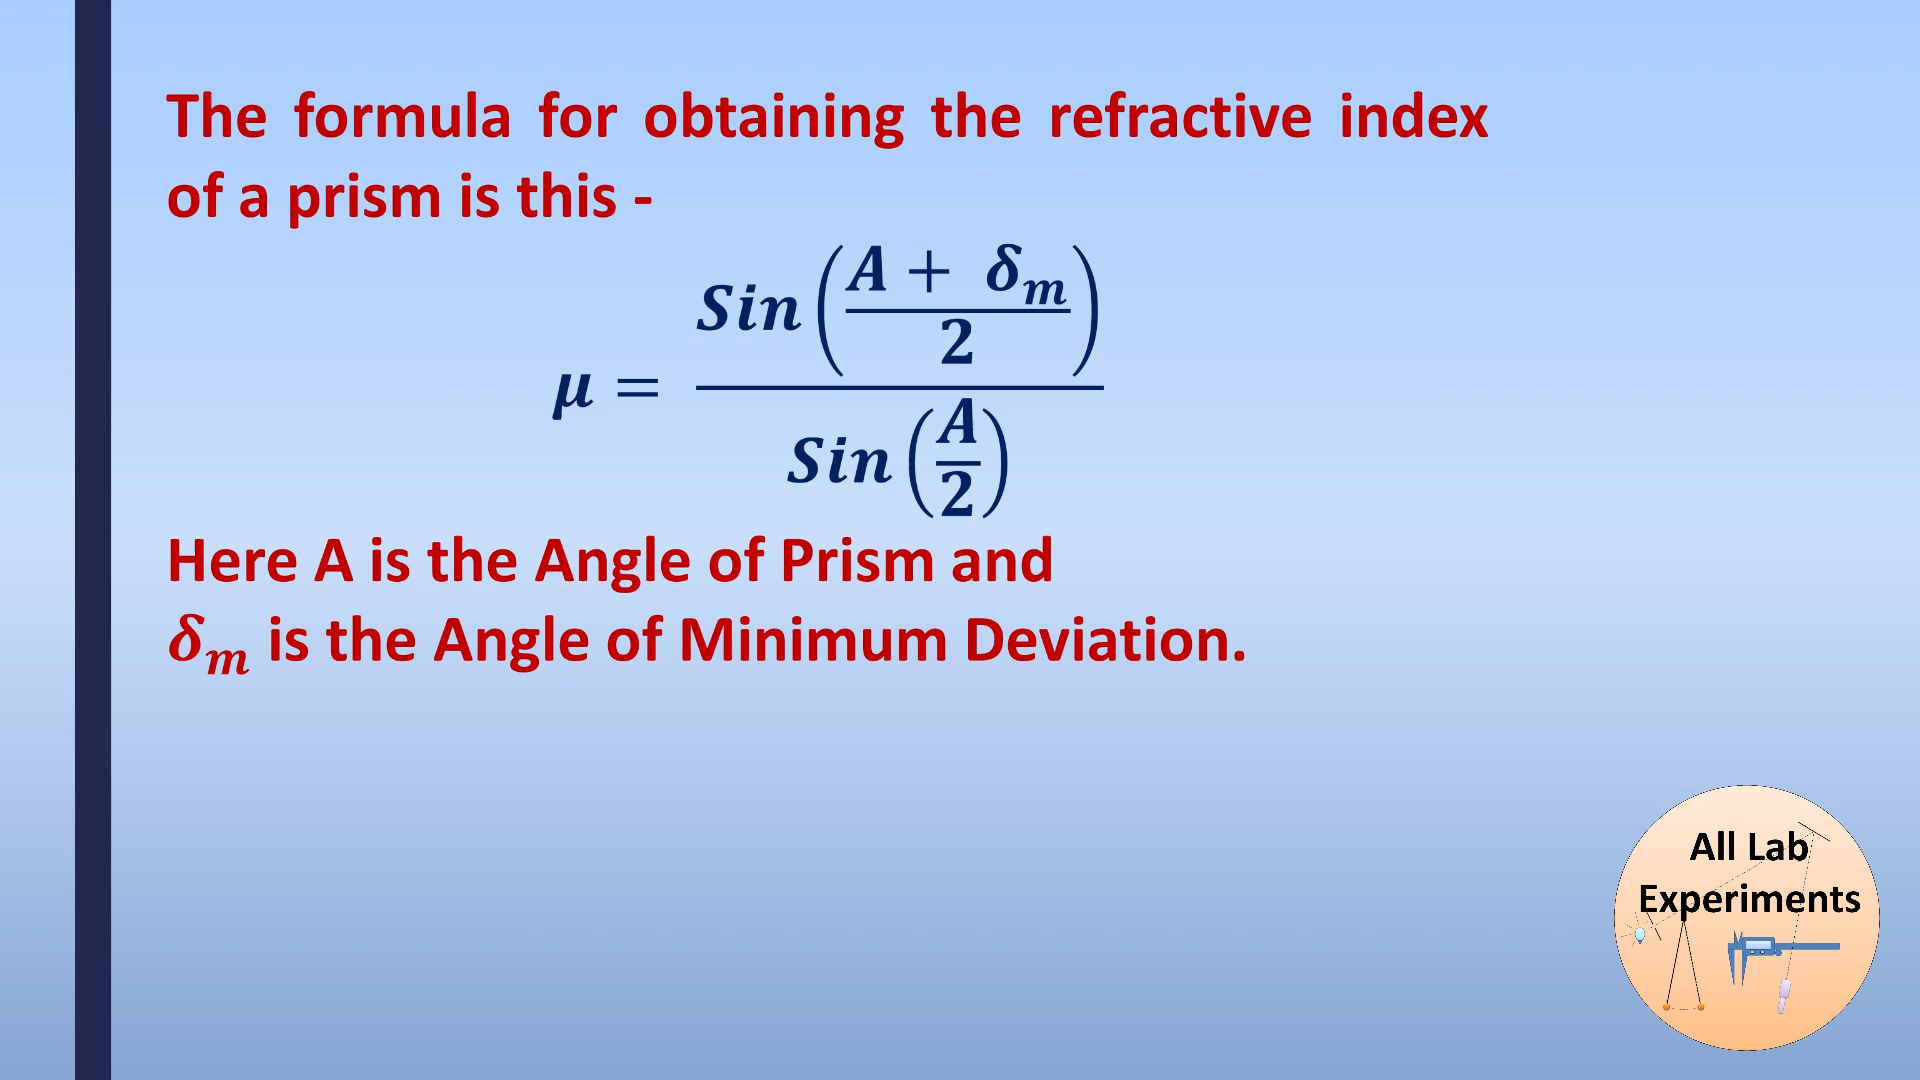 The formula for obtaining the refractive index
of a prism is this -
μ = Sin((A + δₘ)/2) / Sin(A/2)
Here A is the Angle of Prism and
δₘ is the Angle of Minimum Deviation.
All Lab
Experiments